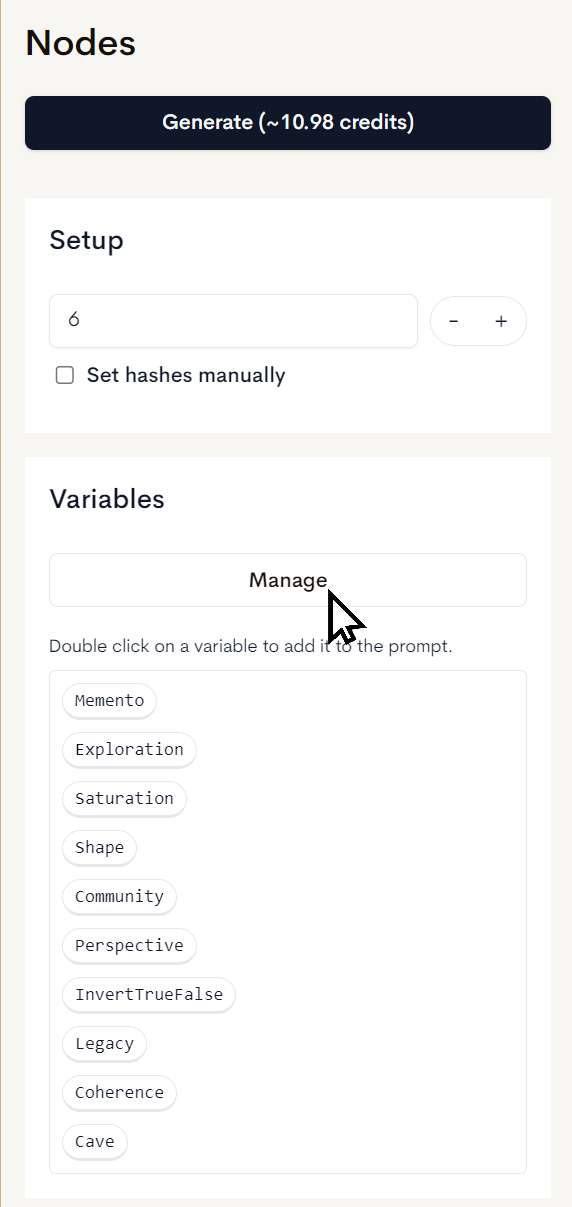 Nodes
Generate (~10.98 credits)
Setup
6
- +
Set hashes manually
Variables
Manage
Double click on a variable to add it to the prompt.
Memento
Exploration
Saturation
Shape
Community
Perspective
InvertTrueFalse
Legacy
Coherence
Cave